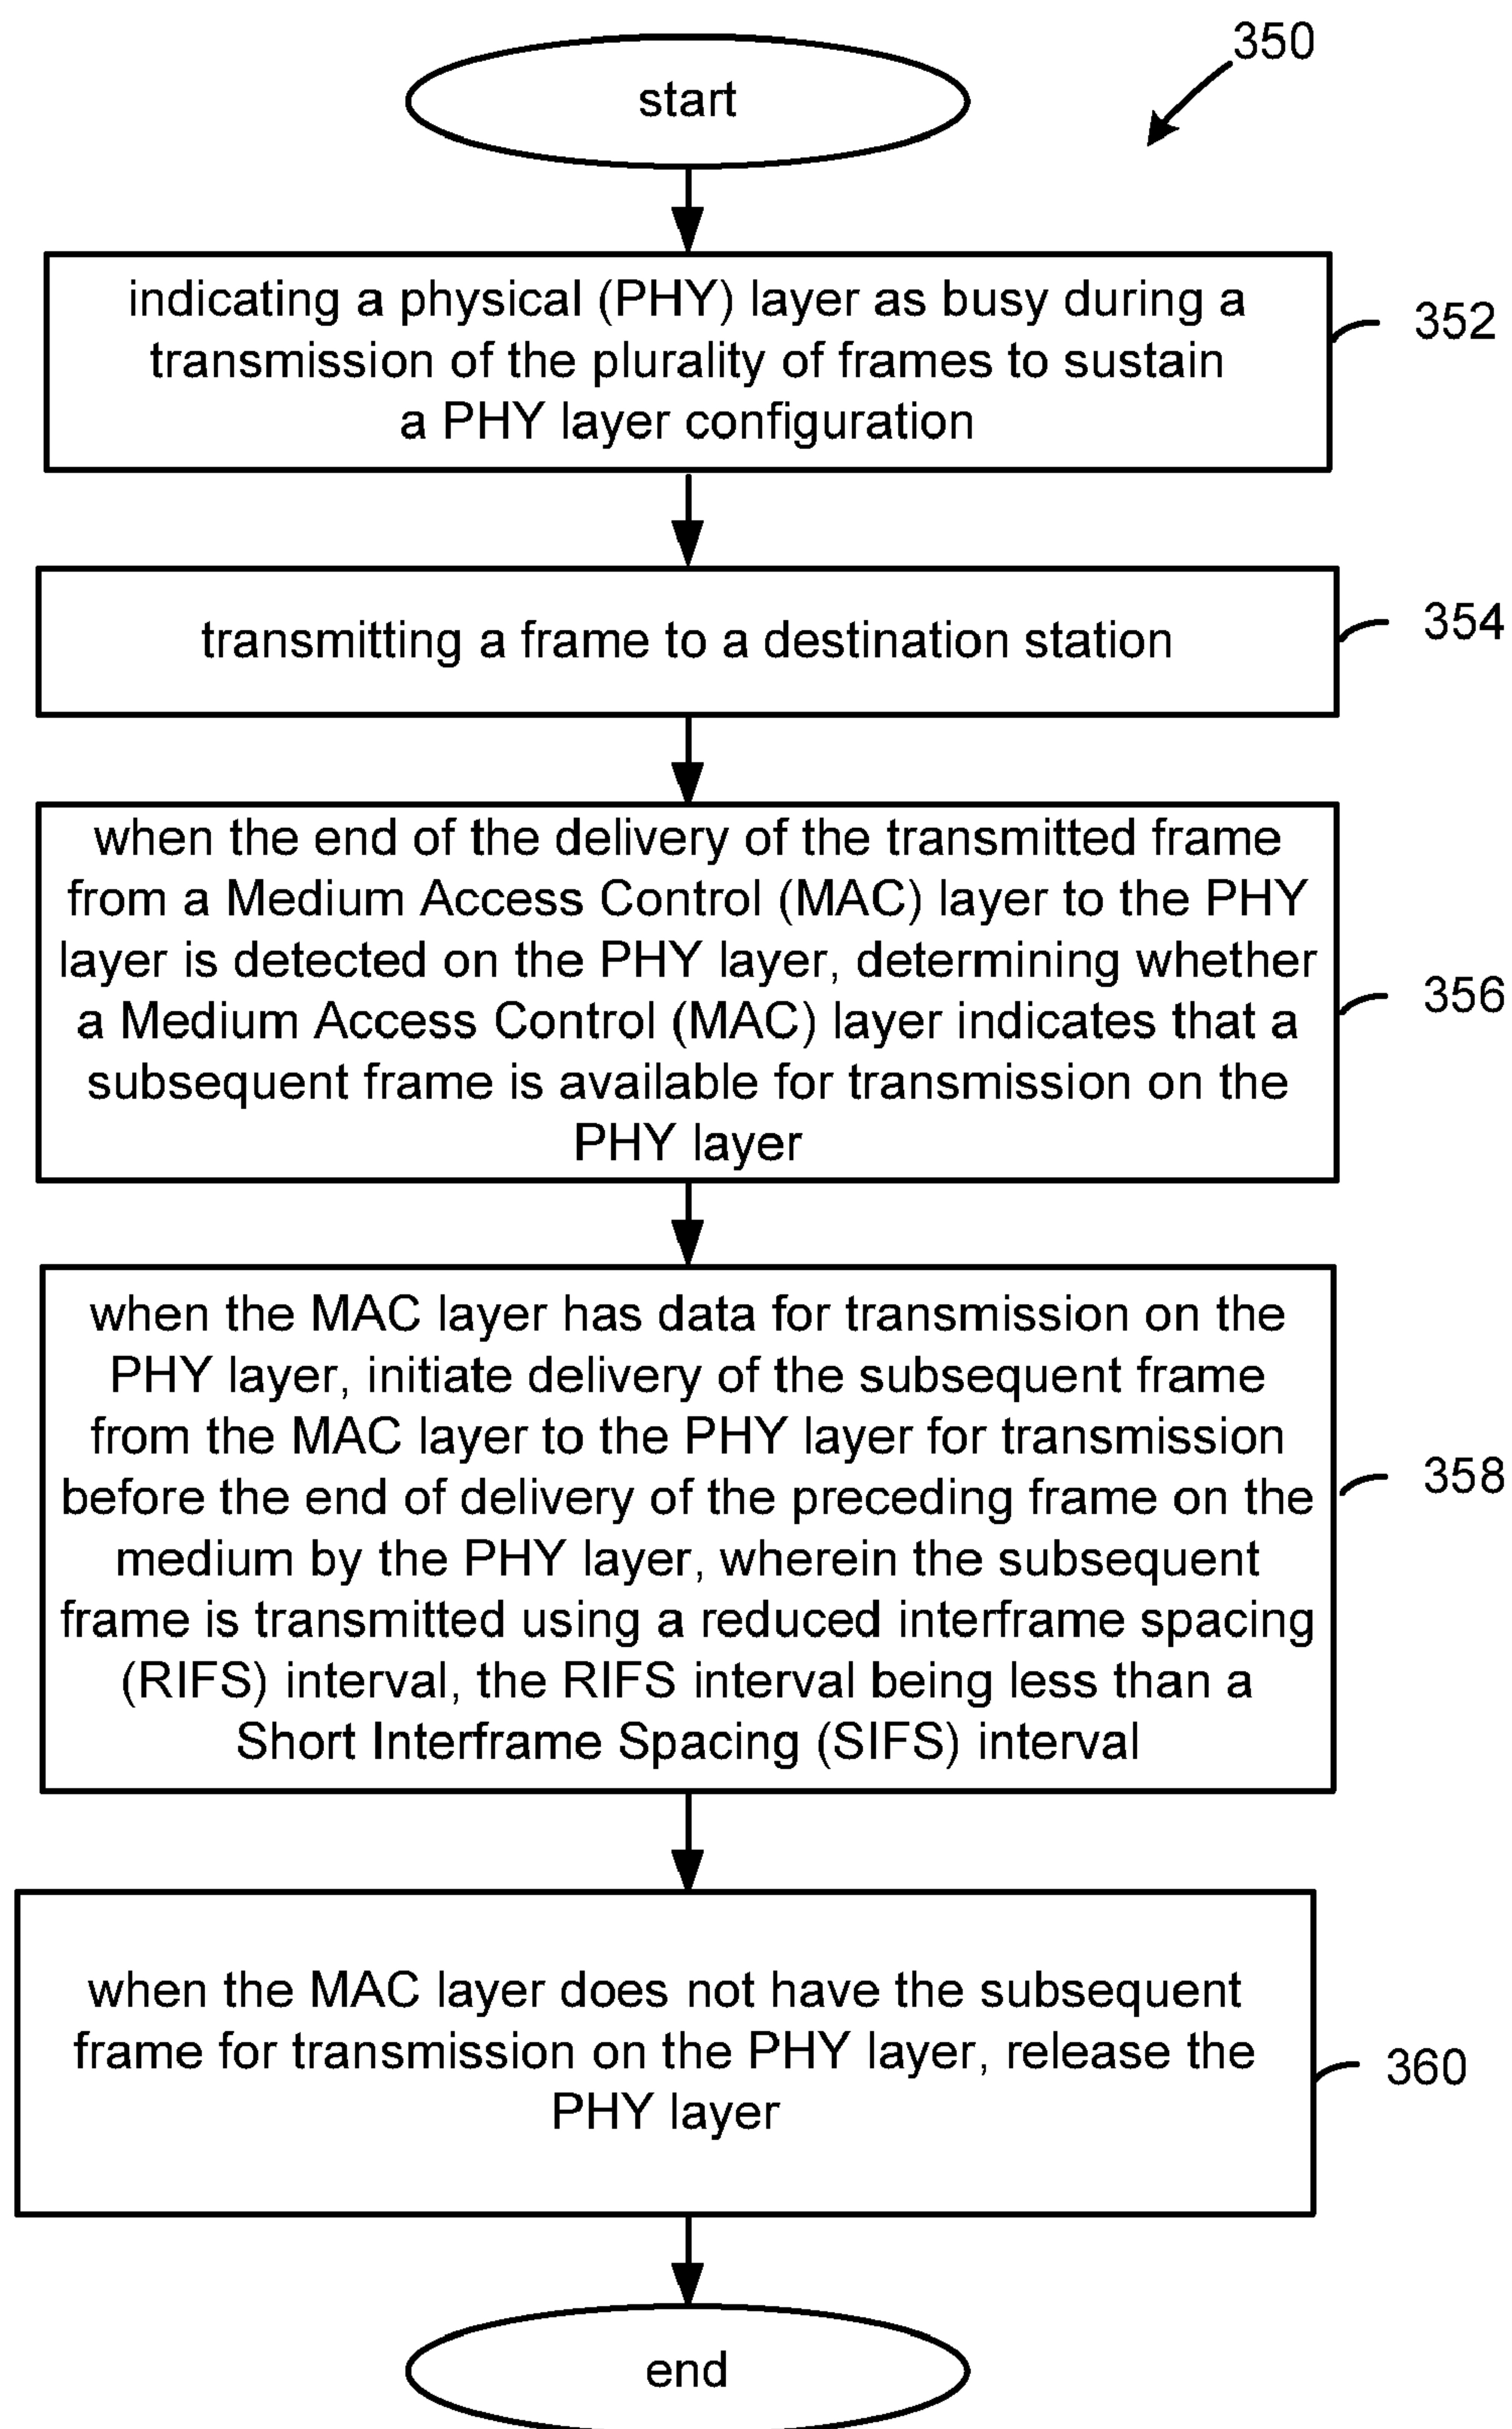 350
start
indicating a physical (PHY) layer as busy during a
transmission of the plurality of frames to sustain
a PHY layer configuration
352
transmitting a frame to a destination station
354
when the end of the delivery of the transmitted frame
from a Medium Access Control (MAC) layer to the PHY
layer is detected on the PHY layer, determining whether
a Medium Access Control (MAC) layer indicates that a
subsequent frame is available for transmission on the
PHY layer
356
when the MAC layer has data for transmission on the
PHY layer, initiate delivery of the subsequent frame
from the MAC layer to the PHY layer for transmission
before the end of delivery of the preceding frame on the
medium by the PHY layer, wherein the subsequent
frame is transmitted using a reduced interframe spacing
(RIFS) interval, the RIFS interval being less than a
Short Interframe Spacing (SIFS) interval
358
when the MAC layer does not have the subsequent
frame for transmission on the PHY layer, release the
PHY layer
360
end